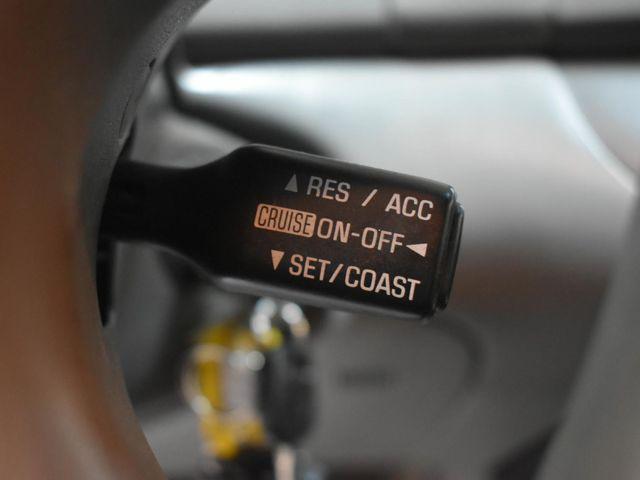 ▲ RES / ACC
CRUISE ON-OFF ◀
▼ SET/COAST